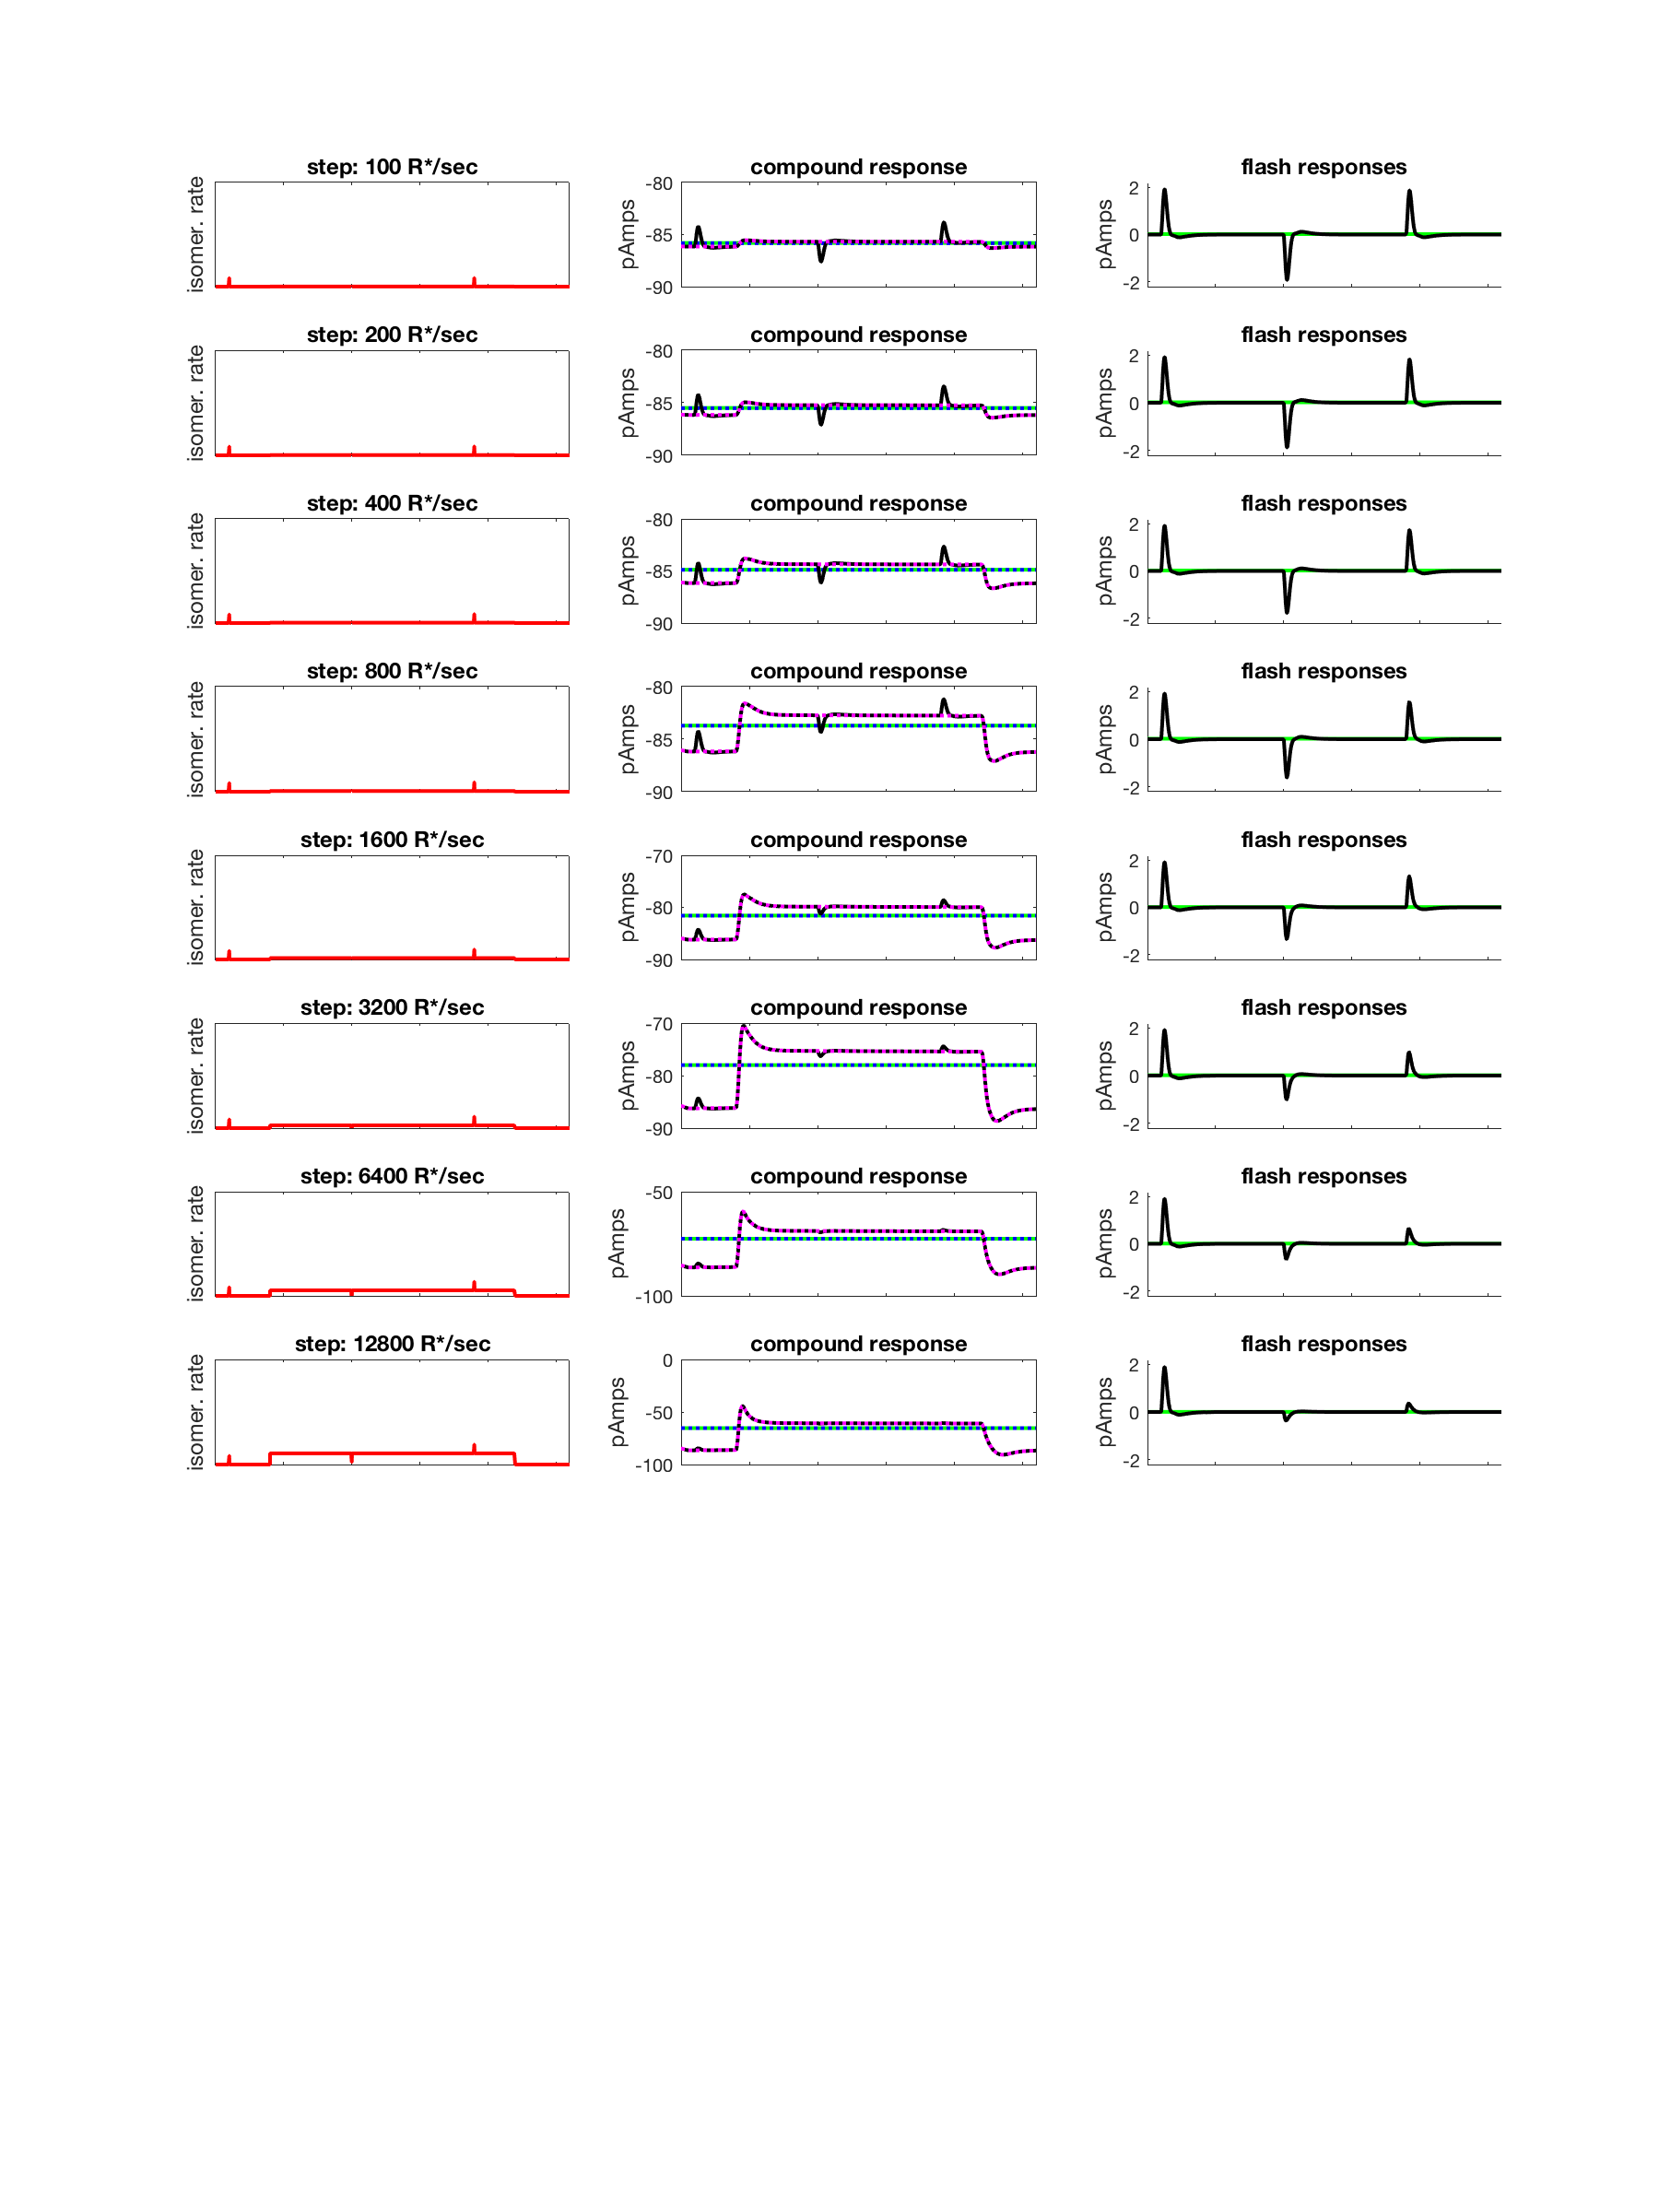 step: 100 R*/sec
compound response
flash responses
isomer. rate
pAmps
-80
-85
-90
pAmps
2
0
-2
step: 200 R*/sec
compound response
flash responses
isomer. rate
pAmps
-80
-85
-90
pAmps
2
0
-2
step: 400 R*/sec
compound response
flash responses
isomer. rate
pAmps
-80
-85
-90
pAmps
2
0
-2
step: 800 R*/sec
compound response
flash responses
isomer. rate
pAmps
-80
-85
-90
pAmps
2
0
-2
step: 1600 R*/sec
compound response
flash responses
isomer. rate
pAmps
-70
-80
-90
pAmps
2
0
-2
step: 3200 R*/sec
compound response
flash responses
isomer. rate
pAmps
-70
-80
-90
pAmps
2
0
-2
step: 6400 R*/sec
compound response
flash responses
isomer. rate
pAmps
-50
-100
pAmps
2
0
-2
step: 12800 R*/sec
compound response
flash responses
isomer. rate
pAmps
0
-50
-100
pAmps
2
0
-2